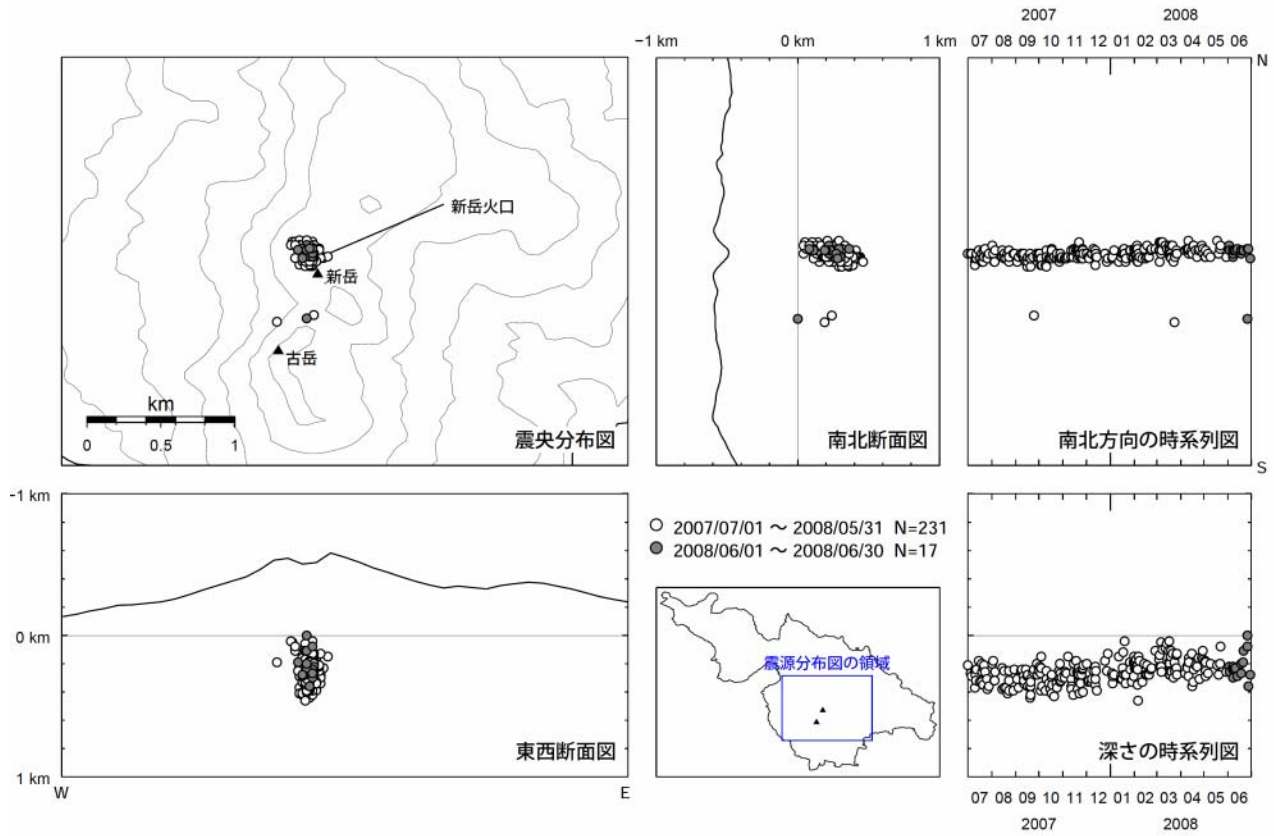 2007 2008
−1 km 0 km 1 km
07 08 09 10 11 12 01 02 03 04 05 06
N
新岳火口
新岳
古岳
km
0 0.5 1
震央分布図
南北断面図
南北方向の時系列図
S
−1 km
0 km
1 km
W E
東西断面図
2007/07/01 ～ 2008/05/31 N=231
2008/06/01 ～ 2008/06/30 N=17
震源分布図の領域
深さの時系列図
07 08 09 10 11 12 01 02 03 04 05 06
2007 2008